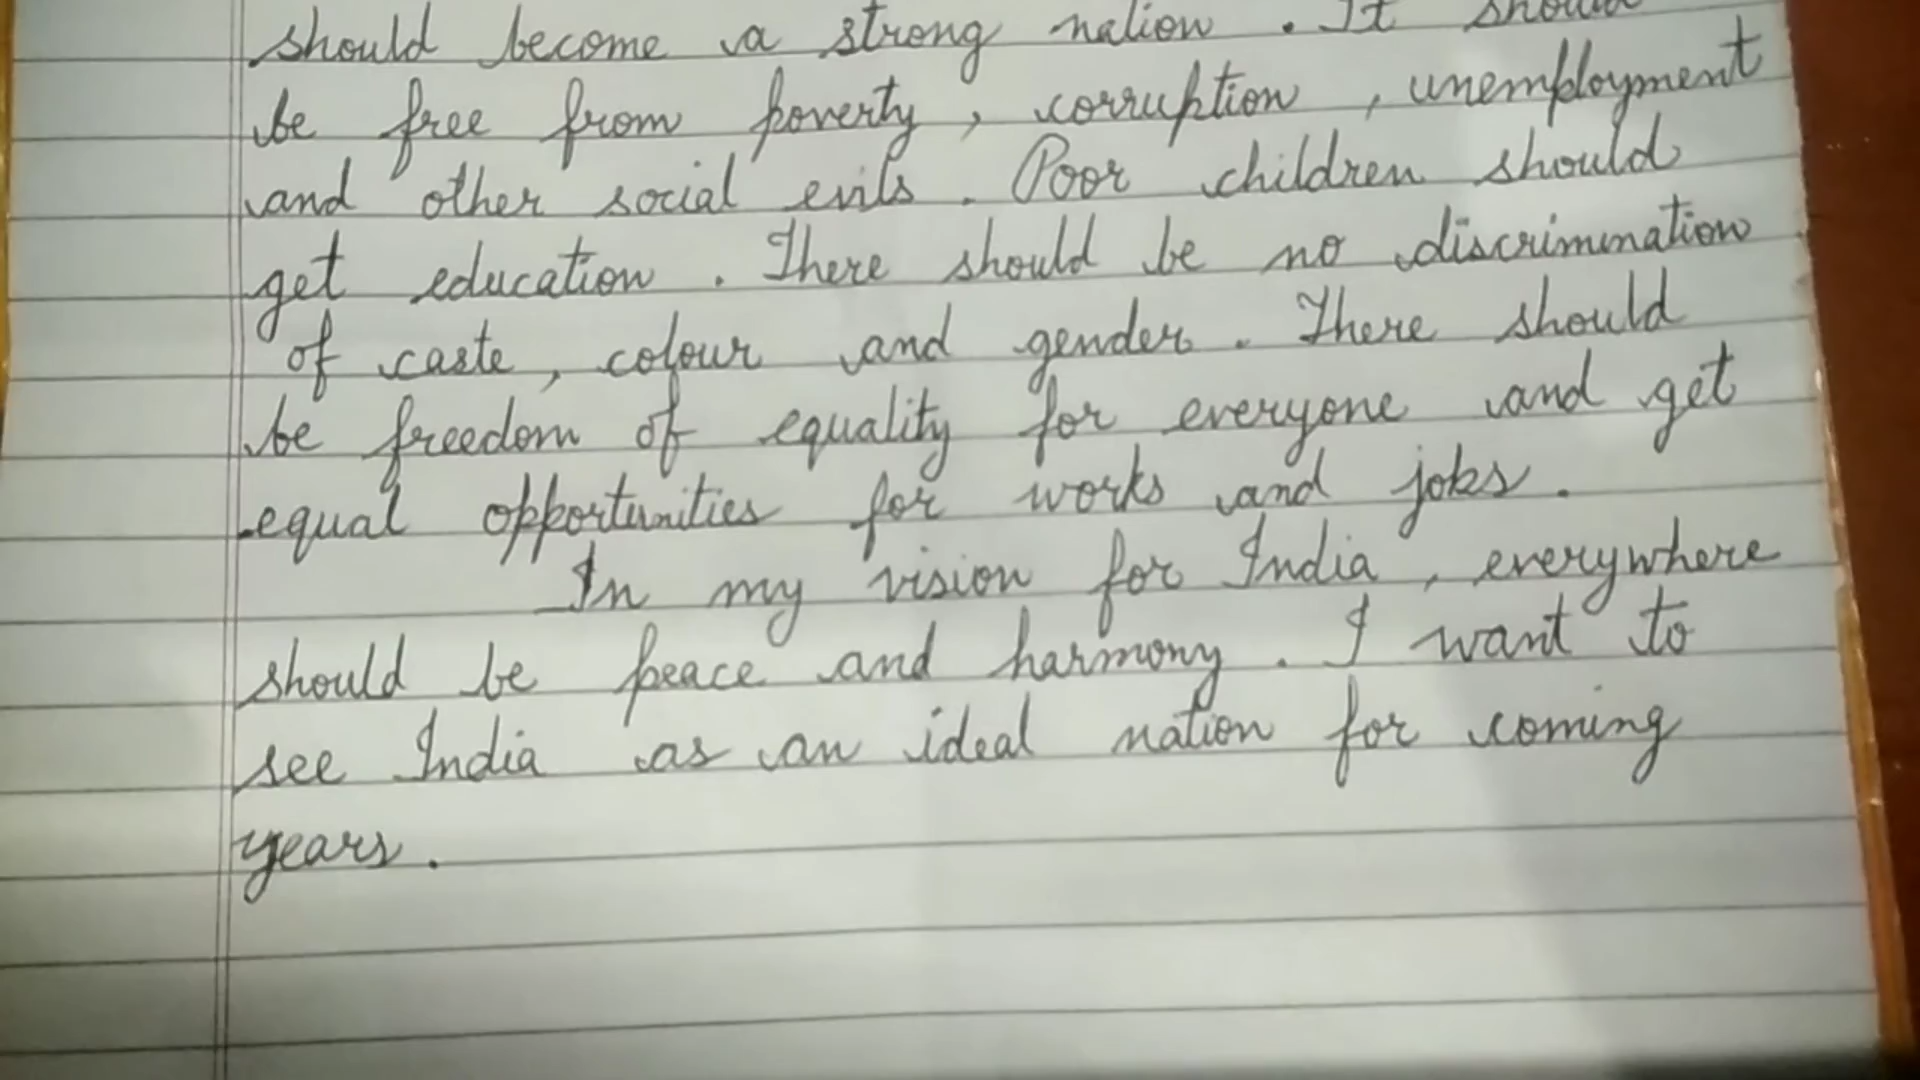 should become a strong nation. It should
be free from poverty, corruption, unemployment
and other social evils. Poor children should
get education. There should be no discrimination
of caste, colour and gender. There should
be freedom of equality for everyone and get
equal opportunities for works and jobs.
In my vision for India, everywhere
should be peace and harmony. I want to
see India as an ideal nation for coming
years.